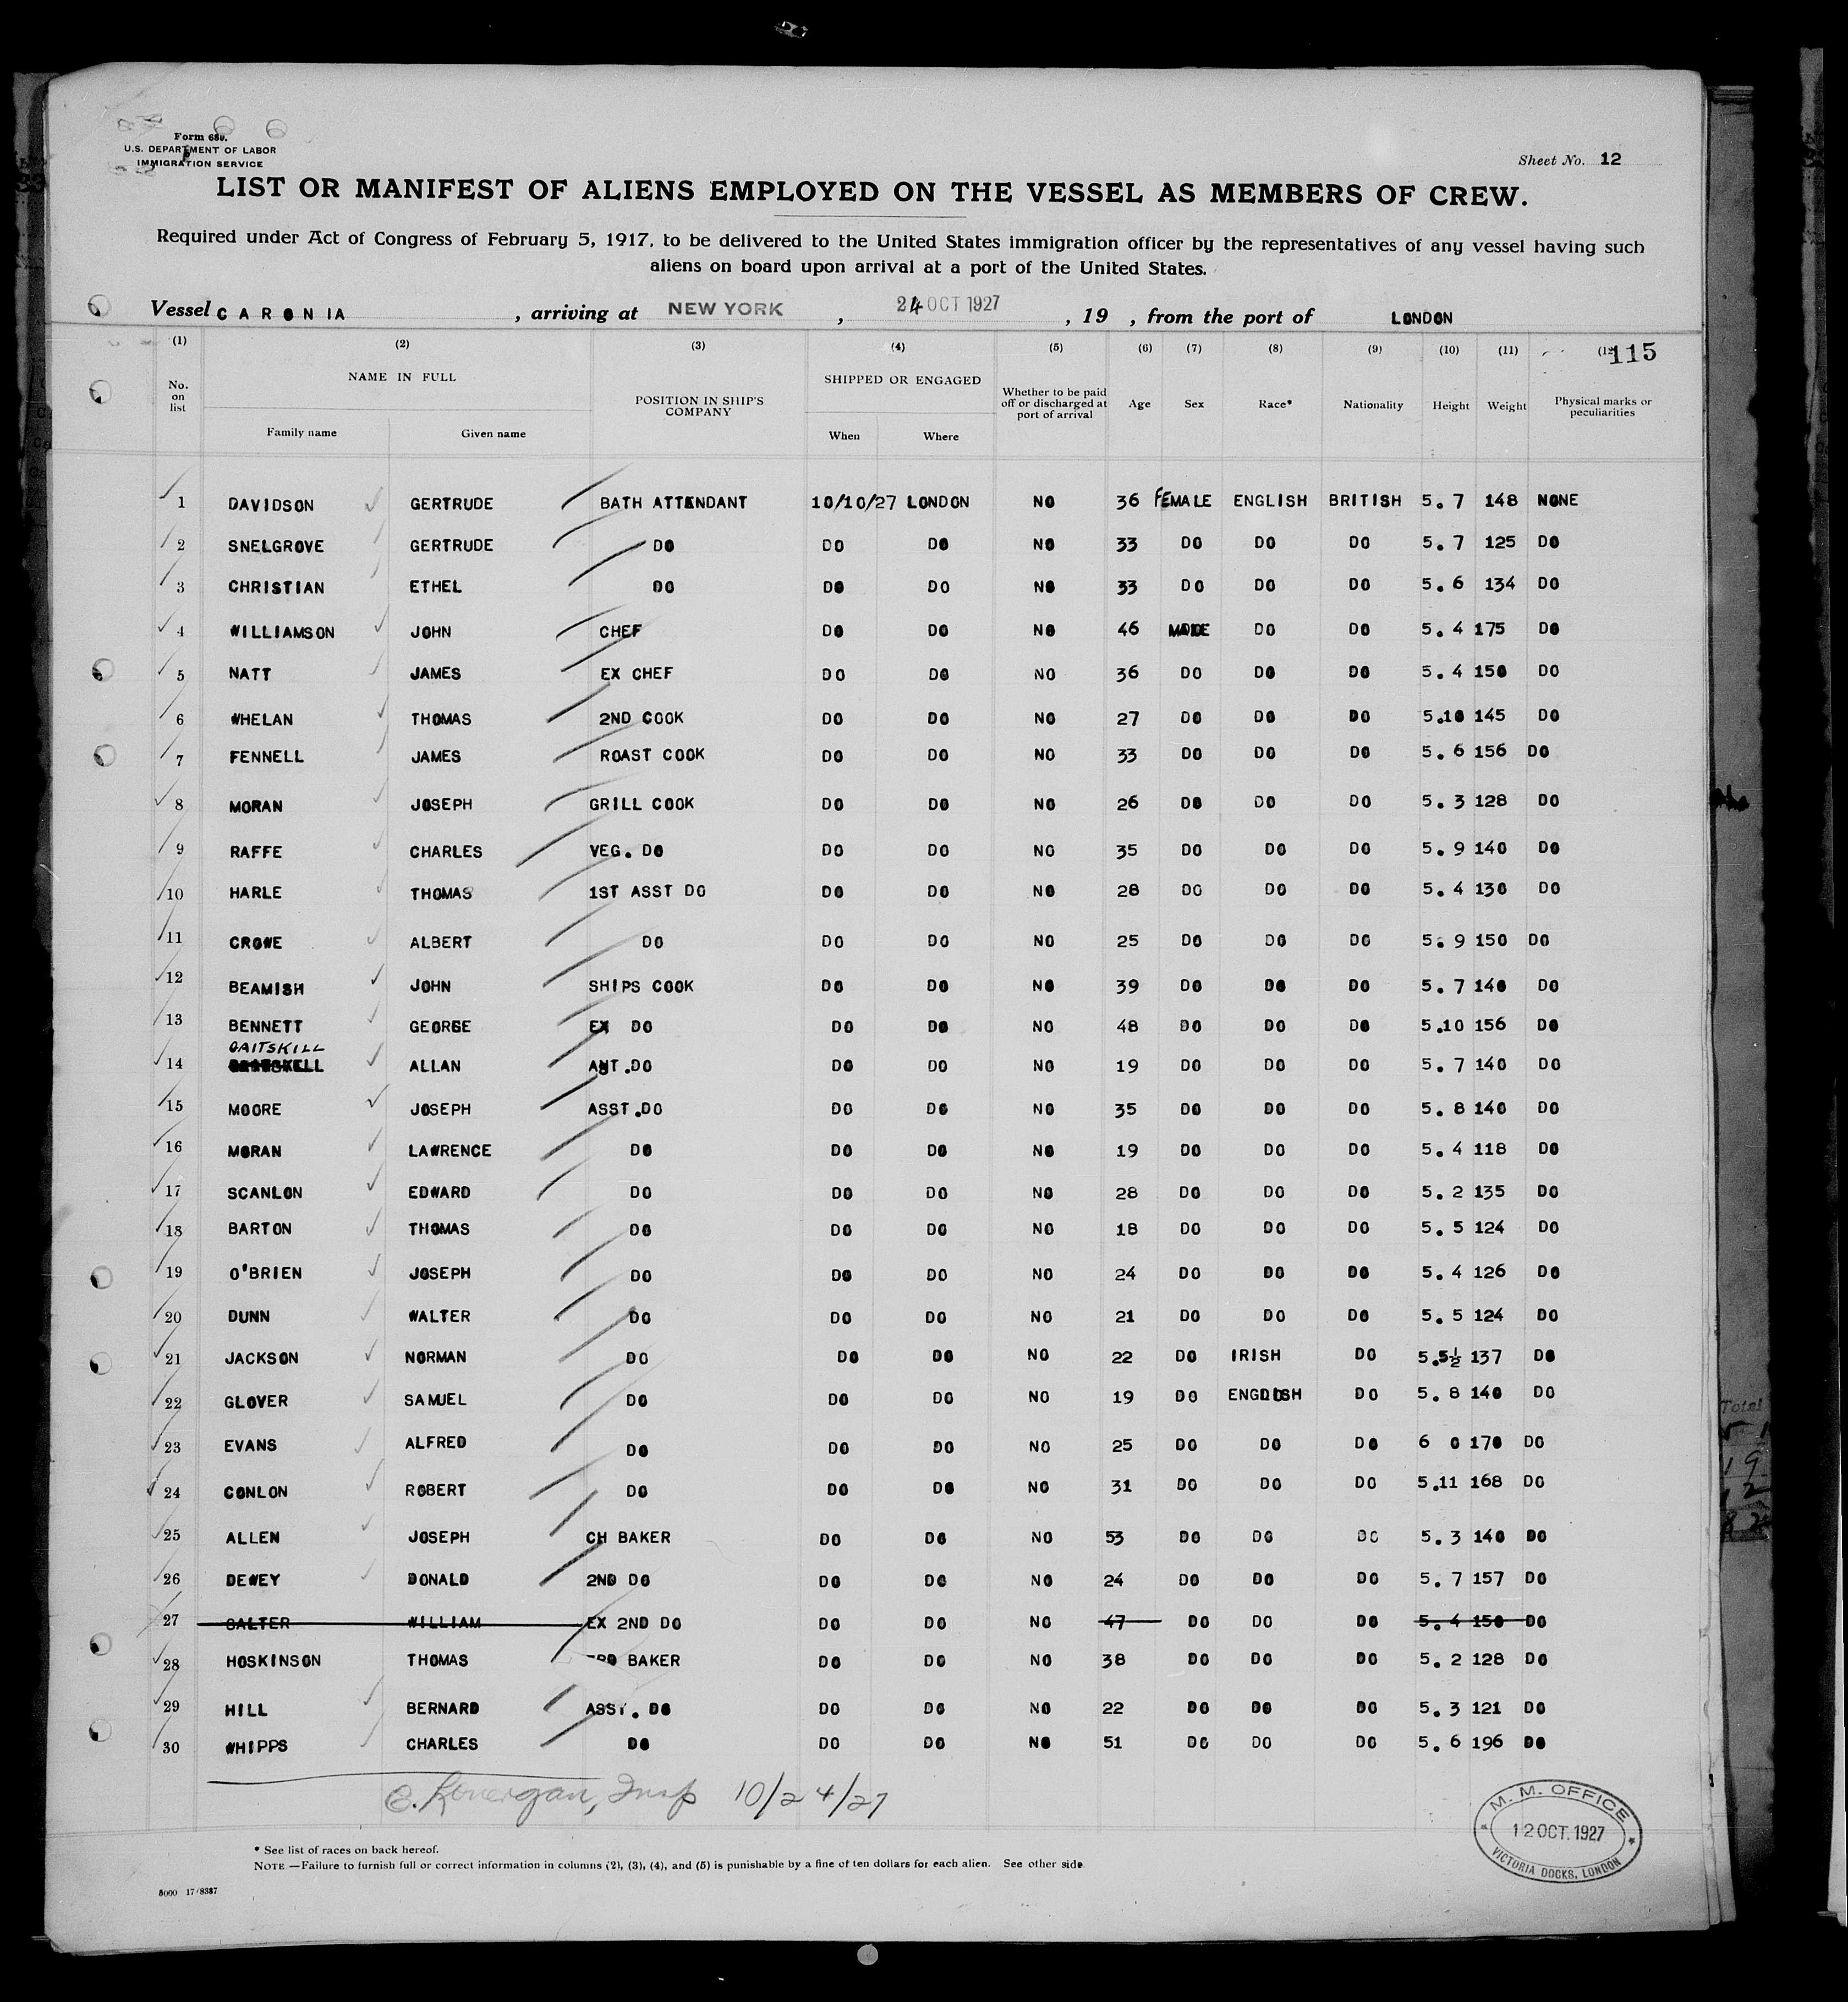 Form 680.
U.S. DEPARTMENT OF LABOR
IMMIGRATION SERVICE
Sheet No. 12
LIST OR MANIFEST OF ALIENS EMPLOYED ON THE VESSEL AS MEMBERS OF CREW.
Required under Act of Congress of February 5, 1917, to be delivered to the United States immigration officer by the representatives of any vessel having such
aliens on board upon arrival at a port of the United States.
Vessel CARONIA, arriving at NEW YORK, 24 OCT 1927, 19 , from the port of LONDON
(1) (2) (3) (4) (5) (6) (7) (8) (9) (10) (11) 115
No. on list NAME IN FULL POSITION IN SHIP'S COMPANY SHIPPED OR ENGAGED Whether to be paid off or discharged at port of arrival Age Sex Race* Nationality Height Weight Physical marks or peculiarities
Family name Given name When Where
1 DAVIDSON GERTRUDE BATH ATTENDANT 10/10/27 LONDON NO 36 FEMALE ENGLISH BRITISH 5. 7 148 NONE
2 SNELGROVE GERTRUDE DO DO DO NO 33 DO DO DO 5. 7 125 DO
3 CHRISTIAN ETHEL DO DO DO NO 33 DO DO DO 5. 6 134 DO
4 WILLIAMSON JOHN CHEF DO DO NO 46 MALE DO DO 5. 4 175 DO
5 NATT JAMES EX CHEF DO DO NO 36 DO DO DO 5. 4 150 DO
6 WHELAN THOMAS 2ND COOK DO DO NO 27 DO DO DO 5.10 145 DO
7 FENNELL JAMES ROAST COOK DO DO NO 33 DO DO DO 5. 6 156 DO
8 MORAN JOSEPH GRILL COOK DO DO NO 26 DO DO DO 5. 3 128 DO
9 RAFFE CHARLES VEG. DO DO DO NO 35 DO DO DO 5. 9 140 DO
10 HARLE THOMAS 1ST ASST DO DO DO NO 28 DO DO DO 5. 4 130 DO
11 CROWE ALBERT DO DO DO NO 25 DO DO DO 5. 9 150 DO
12 BEAMISH JOHN SHIPS COOK DO DO NO 39 DO DO DO 5. 7 140 DO
13 BENNETT GEORGE EX DO DO DO NO 48 DO DO DO 5.10 156 DO
GAITSKILL
14 ALLAN DO DO DO NO 19 DO DO DO 5. 7 140 DO
15 MOORE JOSEPH ASST.DO DO DO NO 35 DO DO DO 5. 8 140 DO
16 MORAN LAWRENCE DO DO DO NO 19 DO DO DO 5. 4 118 DO
17 SCANLON EDWARD DO DO DO NO 28 DO DO DO 5. 2 135 DO
18 BARTON THOMAS DO DO DO NO 18 DO DO DO 5. 5 124 DO
19 O'BRIEN JOSEPH DO DO DO NO 24 DO DO DO 5. 4 126 DO
20 DUNN WALTER DO DO DO NO 21 DO DO DO 5. 5 124 DO
21 JACKSON NORMAN DO DO DO NO 22 DO IRISH DO 5.5½ 137 DO
22 GLOVER SAMUEL DO DO DO NO 19 DO ENGLISH DO 5. 8 140 DO
23 EVANS ALFRED DO DO DO NO 25 DO DO DO 6 0 170 DO
24 CONLON ROBERT DO DO DO NO 31 DO DO DO 5.11 168 DO
25 ALLEN JOSEPH CH BAKER DO DO NO 53 DO DO DO 5. 3 140 DO
26 DEWEY DONALD 2ND DO DO DO NO 24 DO DO DO 5. 7 157 DO
27 SALTER WILLIAM EX 2ND DO DO DO NO 47 DO DO DO 5. 4 150 DO
28 HOSKINSON THOMAS BAKER DO DO NO 38 DO DO DO 5. 2 128 DO
29 HILL BERNARD ASST. DO DO DO NO 22 DO DO DO 5. 3 121 DO
30 WHIPPS CHARLES DO DO DO NO 51 DO DO DO 5. 6 196 DO
Insp 10/24/27
M. M. OFFICE
12 OCT. 1927
VICTORIA DOCKS, LONDON
* See list of races on back hereof.
NOTE —Failure to furnish full or correct information in columns (2), (3), (4), and (5) is punishable by a fine of ten dollars for each alien. See other side
5000 17/8387
Total